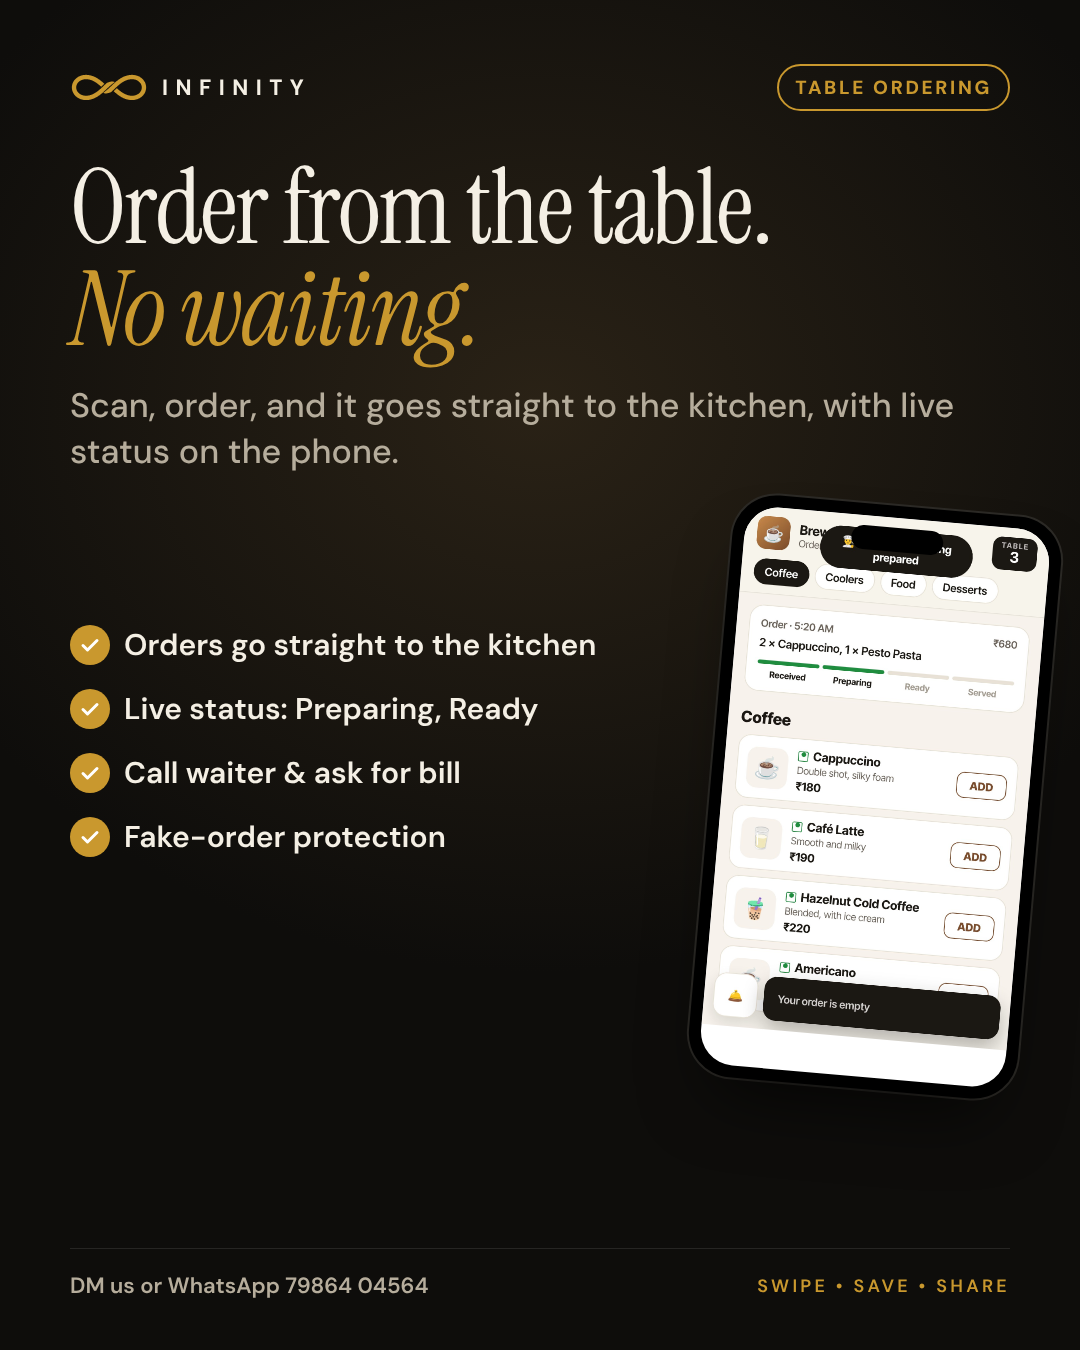 INFINITY
TABLE ORDERING
Order from the table.
No waiting.
Scan, order, and it goes straight to the kitchen, with live
status on the phone.
Orders go straight to the kitchen
Live status: Preparing, Ready
Call waiter & ask for bill
Fake-order protection
prepared
TABLE
3
Coffee
Coolers
Food
Desserts
Order · 5:20 AM
₹680
2 × Cappuccino, 1 × Pesto Pasta
Received
Preparing
Ready
Served
Coffee
Cappuccino
Double shot, silky foam
₹180
ADD
Café Latte
Smooth and milky
₹190
ADD
Hazelnut Cold Coffee
Blended, with ice cream
₹220
ADD
Americano
Your order is empty
DM us or WhatsApp 79864 04564
SWIPE • SAVE • SHARE